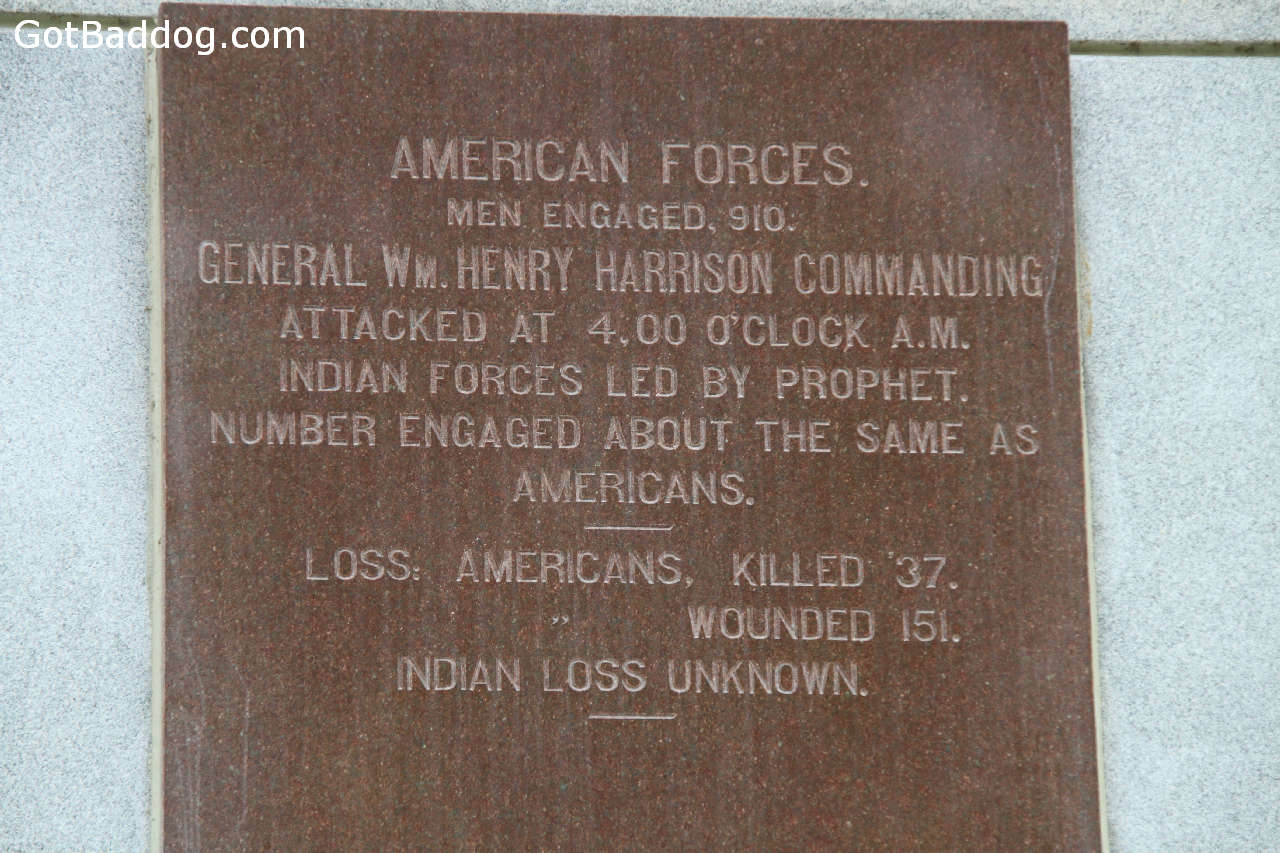 GotBaddog.com
AMERICAN FORCES.
MEN ENGAGED, 910.
GENERAL WM. HENRY HARRISON COMMANDING
ATTACKED AT 4.00 O'CLOCK A.M.
INDIAN FORCES LED BY PROPHET.
NUMBER ENGAGED ABOUT THE SAME AS
AMERICANS.
LOSS: AMERICANS, KILLED 37.
" WOUNDED 151.
INDIAN LOSS UNKNOWN.